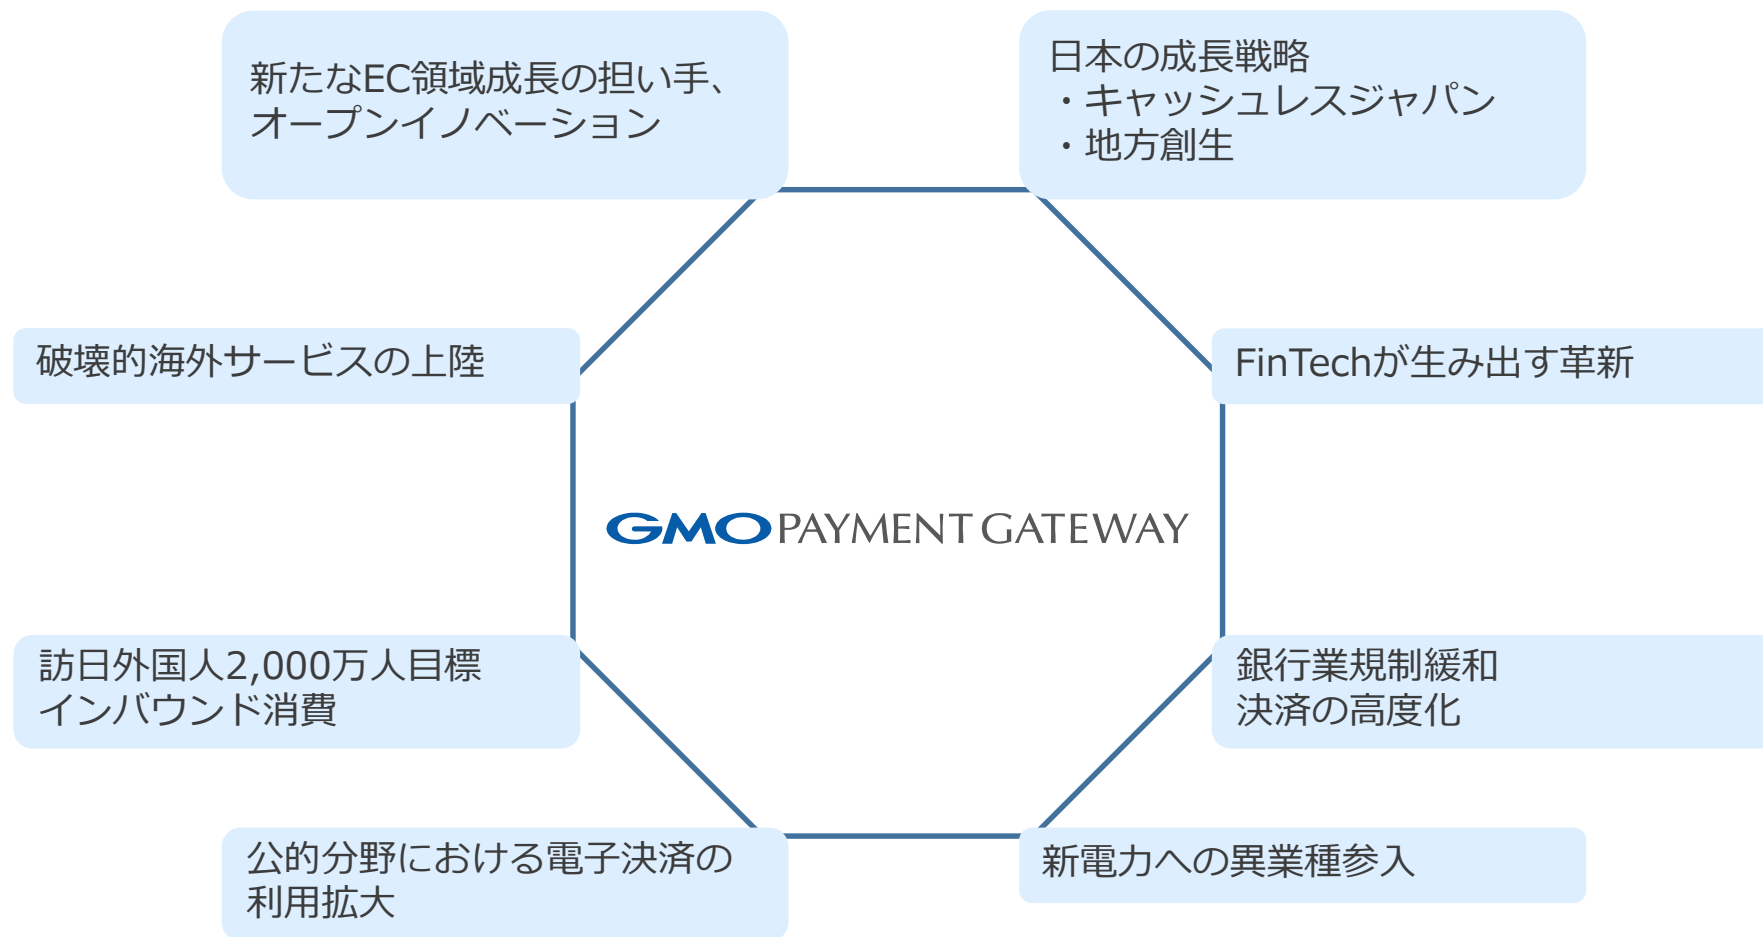 新たなEC領域成長の担い手、
オープンイノベーション
日本の成長戦略
・キャッシュレスジャパン
・地方創生
破壊的海外サービスの上陸
FinTechが生み出す革新
GMO PAYMENT GATEWAY
訪日外国人2,000万人目標
インバウンド消費
銀行業規制緩和
決済の高度化
公的分野における電子決済の
利用拡大
新電力への異業種参入